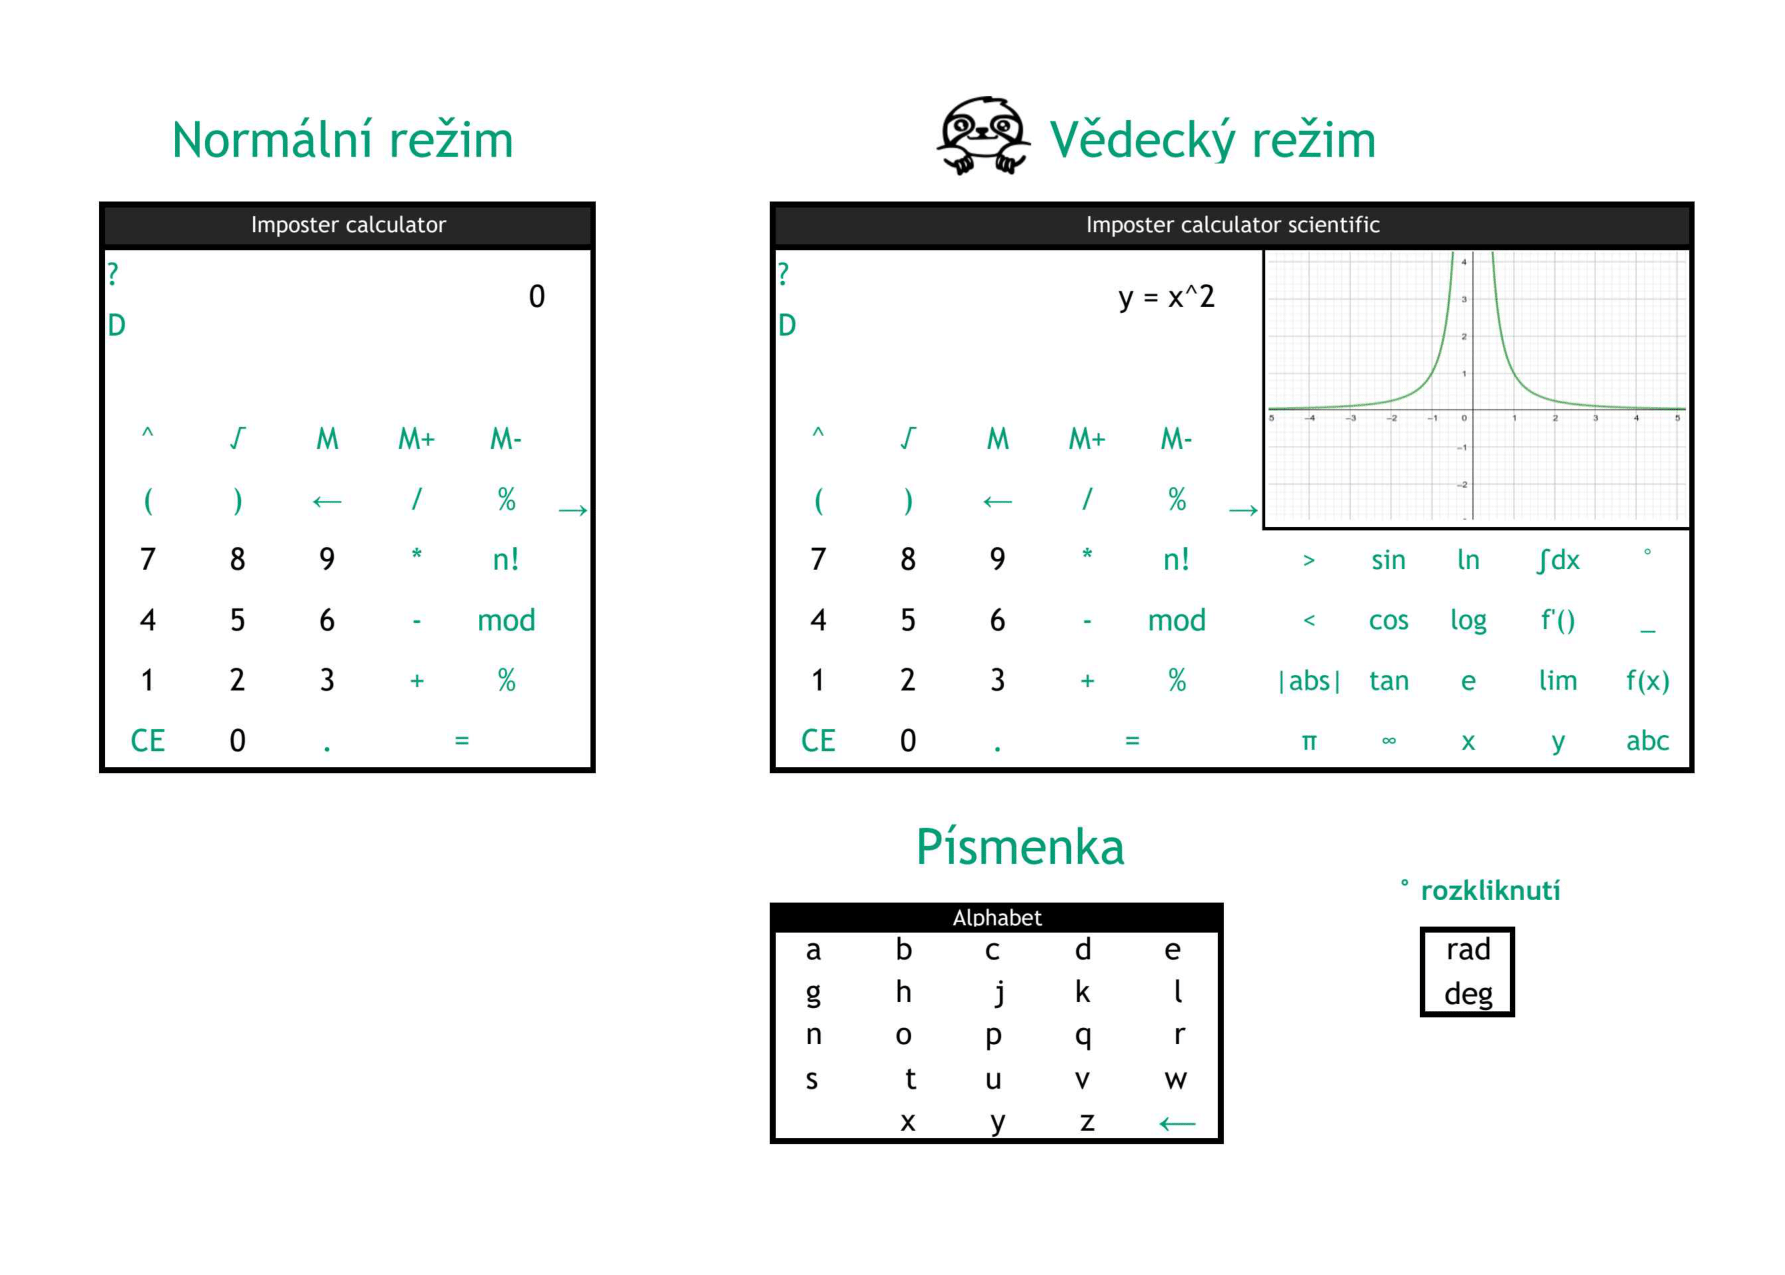 Normální režim
Imposter calculator
?
0
D
^ √ M M+ M-
( ) ← / % →
7 8 9 * n!
4 5 6 - mod
1 2 3 + %
CE 0 . =
Vědecký režim
Imposter calculator scientific
?
y = x^2
D
^ √ M M+ M-
( ) ← / % →
7 8 9 * n!
4 5 6 - mod
1 2 3 + %
CE 0 . =
4
3
2
1
5 -4 -3 -2 -1 0 1 2 3 4 5
-1
-2
> sin ln ∫dx °
< cos log f'() _
|abs| tan e lim f(x)
π ∞ x y abc
Písmenka
Alphabet
a b c d e
g h j k l
n o p q r
s t u v w
x y z ←
° rozkliknutí
rad
deg